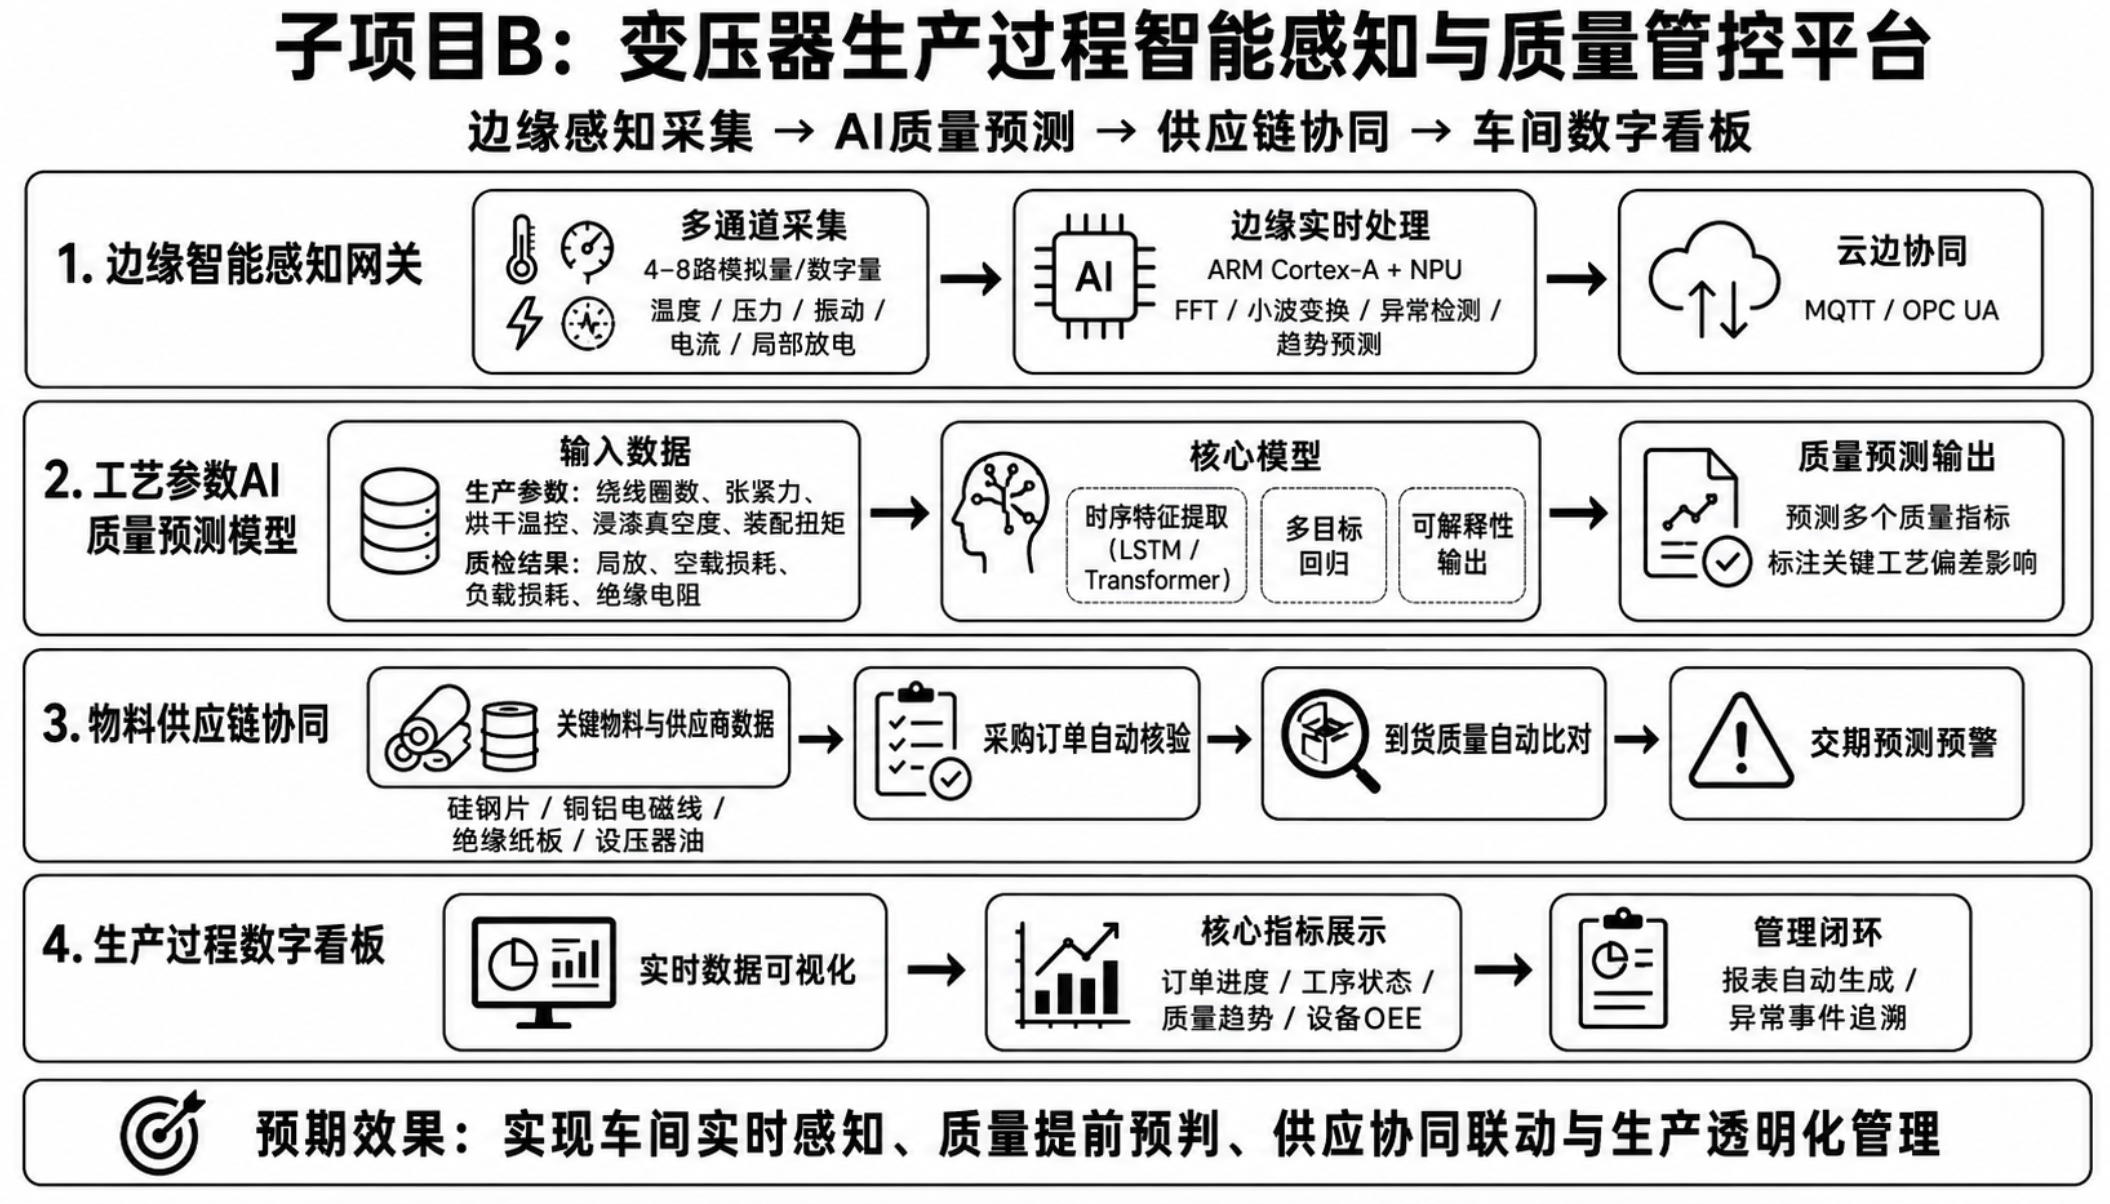 子项目B：变压器生产过程智能感知与质量管控平台
边缘感知采集 → AI质量预测 → 供应链协同 → 车间数字看板
1. 边缘智能感知网关
多通道采集
4–8路模拟量/数字量
温度 / 压力 / 振动 /
电流 / 局部放电
AI
边缘实时处理
ARM Cortex-A + NPU
FFT / 小波变换 / 异常检测 /
趋势预测
云边协同
MQTT / OPC UA
2. 工艺参数AI
质量预测模型
输入数据
生产参数：绕线圈数、张紧力、
烘干温控、浸漆真空度、装配扭矩
质检结果：局放、空载损耗、
负载损耗、绝缘电阻
核心模型
时序特征提取
（LSTM /
Transformer）
多目标
回归
可解释性
输出
质量预测输出
预测多个质量指标
标注关键工艺偏差影响
3. 物料供应链协同
关键物料与供应商数据
硅钢片 / 铜铝电磁线 /
绝缘纸板 / 设压器油
采购订单自动核验
到货质量自动比对
交期预测预警
4. 生产过程数字看板
实时数据可视化
核心指标展示
订单进度 / 工序状态 /
质量趋势 / 设备OEE
管理闭环
报表自动生成 /
异常事件追溯
预期效果：实现车间实时感知、质量提前预判、供应协同联动与生产透明化管理